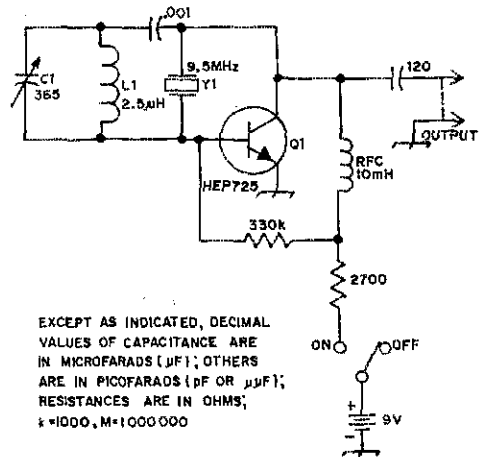 .001
9.5MHz
Y1
C1
365
L1
2.5µH
120
OUTPUT
Q1
HEP725
RFC
10mH
330k
2700
ON
OFF
+
9V
-
EXCEPT AS INDICATED, DECIMAL
VALUES OF CAPACITANCE ARE
IN MICROFARADS (µF); OTHERS
ARE IN PICOFARADS (pF OR µµF);
RESISTANCES ARE IN OHMS;
k=1000, M=1000000